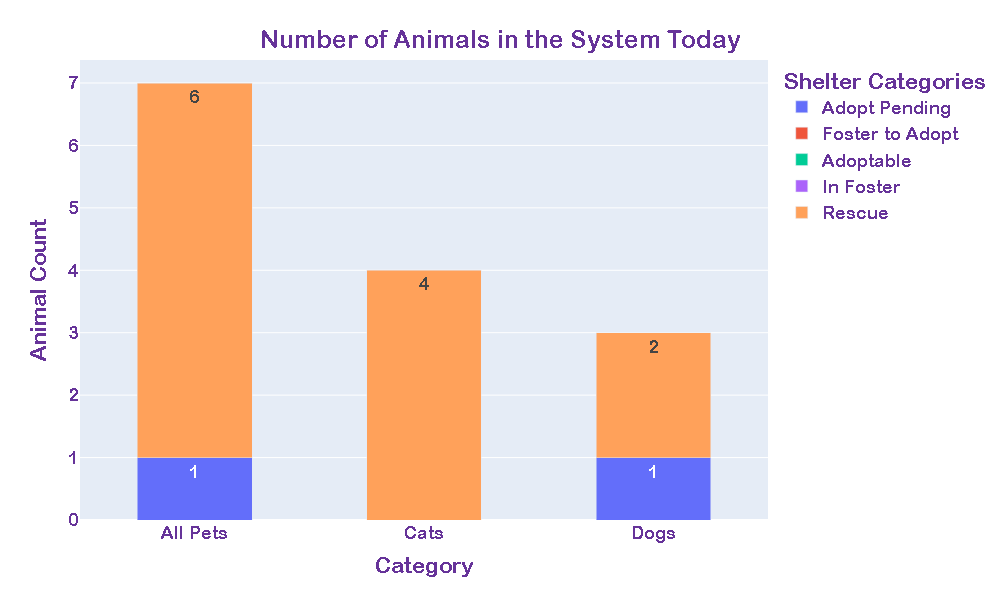 Number of Animals in the System Today
Shelter Categories
Adopt Pending
Foster to Adopt
Adoptable
In Foster
Rescue
Animal Count
7
6
5
4
3
2
1
0
6
1
4
2
1
All Pets
Cats
Dogs
Category